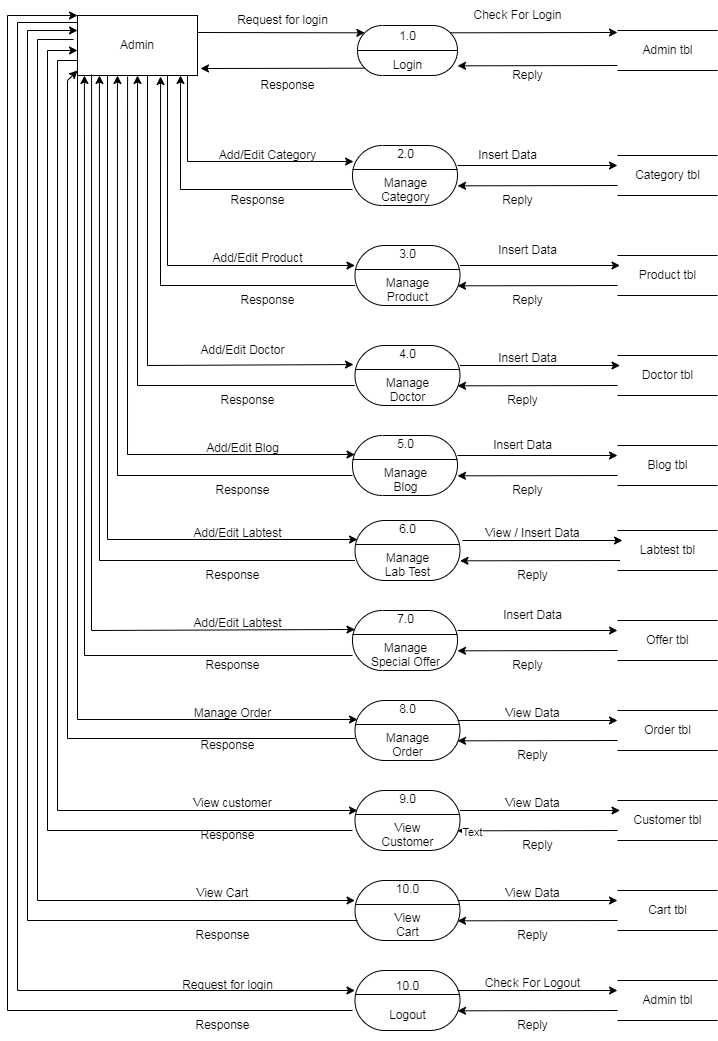 Admin
Request for login
1.0
Login
Check For Login
Admin tbl
Response
Reply
Add/Edit Category
2.0
Manage
Category
Insert Data
Category tbl
Response
Reply
Add/Edit Product
3.0
Manage
Product
Insert Data
Product tbl
Response
Reply
Add/Edit Doctor
4.0
Manage
Doctor
Insert Data
Doctor tbl
Response
Reply
Add/Edit Blog
5.0
Manage
Blog
Insert Data
Blog tbl
Response
Reply
Add/Edit Labtest
6.0
Manage
Lab Test
View / Insert Data
Labtest tbl
Response
Reply
Add/Edit Labtest
7.0
Manage
Special Offer
Insert Data
Offer tbl
Response
Reply
Manage Order
8.0
Manage
Order
View Data
Order tbl
Response
Reply
View customer
9.0
View
Customer
View Data
Customer tbl
Response
Text
Reply
View Cart
10.0
View
Cart
View Data
Cart tbl
Response
Reply
Request for login
10.0
Logout
Check For Logout
Admin tbl
Response
Reply